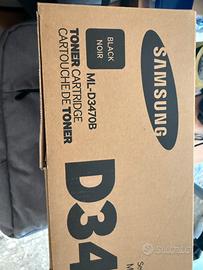 SAMSUNG
BLACK
NOIR
ML-D3470B
TONER CARTRIDGE
CARTOUCHE DE TONER
D34